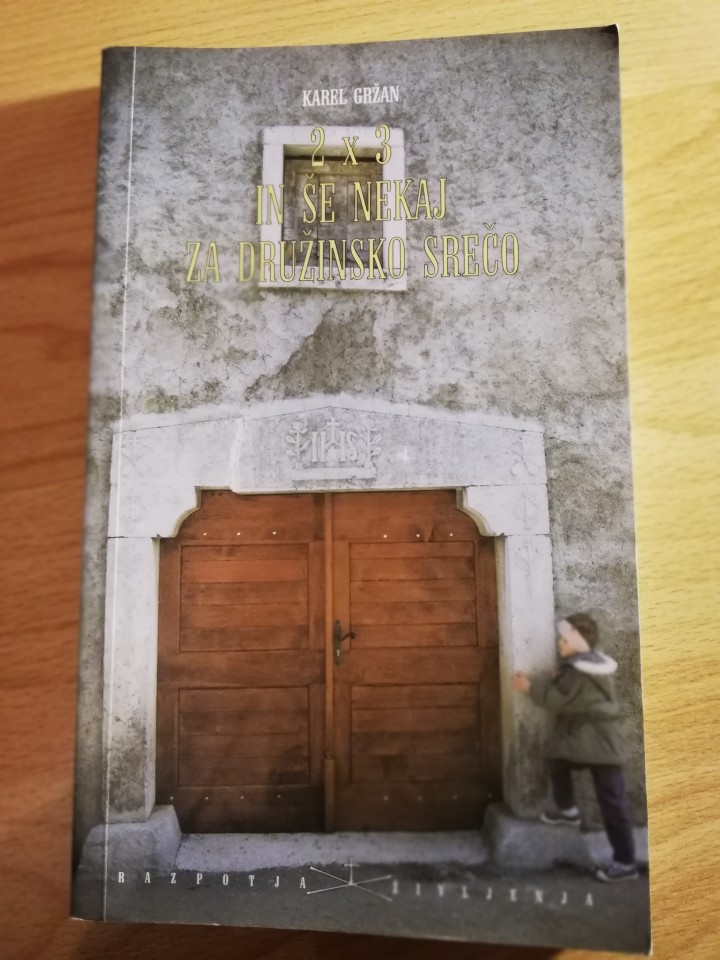 KAREL GRŽAN
2 x 3
IN ŠE NEKAJ
ZA DRUŽINSKO SREČO
IHS
RAZPOTJA ŽIVLJENJA